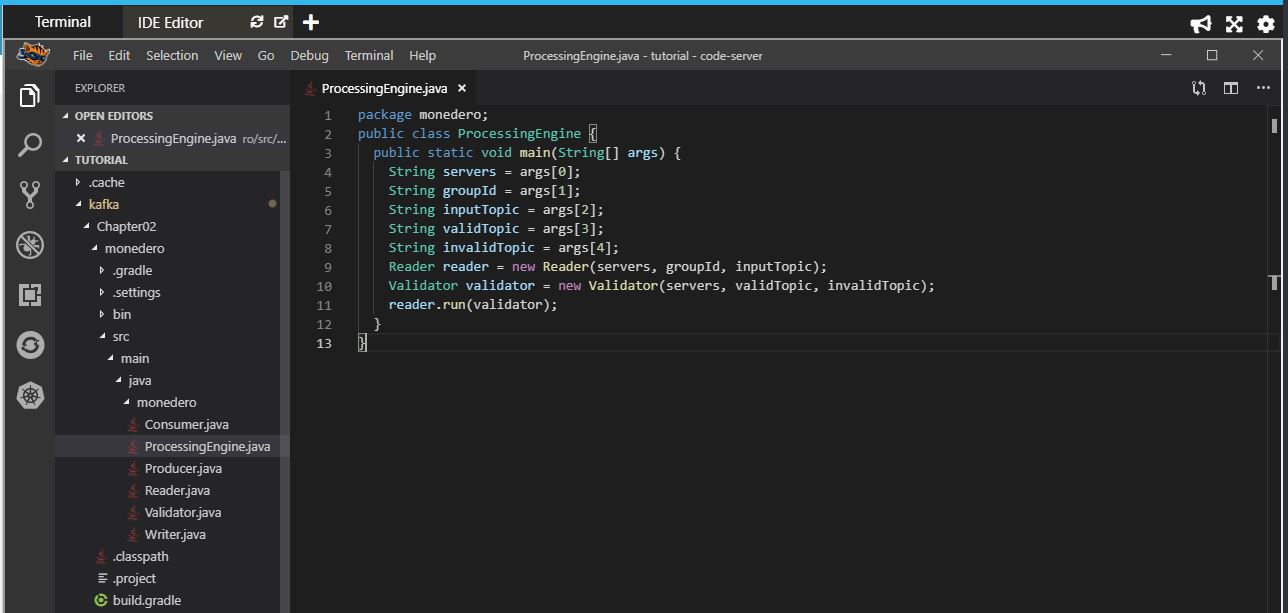 Terminal
IDE Editor
File Edit Selection View Go Debug Terminal Help
ProcessingEngine.java - tutorial - code-server
EXPLORER
OPEN EDITORS
ProcessingEngine.java ro/src/...
TUTORIAL
.cache
kafka
Chapter02
monedero
.gradle
.settings
bin
src
main
java
monedero
Consumer.java
ProcessingEngine.java
Producer.java
Reader.java
Validator.java
Writer.java
.classpath
.project
build.gradle
ProcessingEngine.java
1 package monedero;
2 public class ProcessingEngine {
3 public static void main(String[] args) {
4 String servers = args[0];
5 String groupId = args[1];
6 String inputTopic = args[2];
7 String validTopic = args[3];
8 String invalidTopic = args[4];
9 Reader reader = new Reader(servers, groupId, inputTopic);
10 Validator validator = new Validator(servers, validTopic, invalidTopic);
11 reader.run(validator);
12 }
13 }